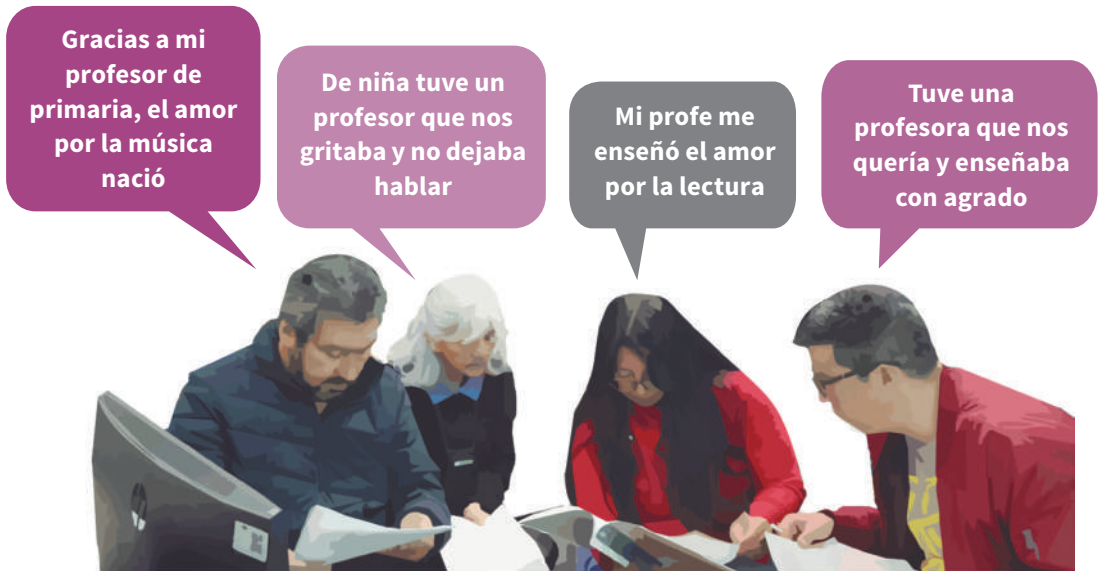 Gracias a mi
profesor de
primaria, el amor
por la música
nació
De niña tuve un
profesor que nos
gritaba y no dejaba
hablar
Mi profe me
enseñó el amor
por la lectura
Tuve una
profesora que nos
quería y enseñaba
con agrado